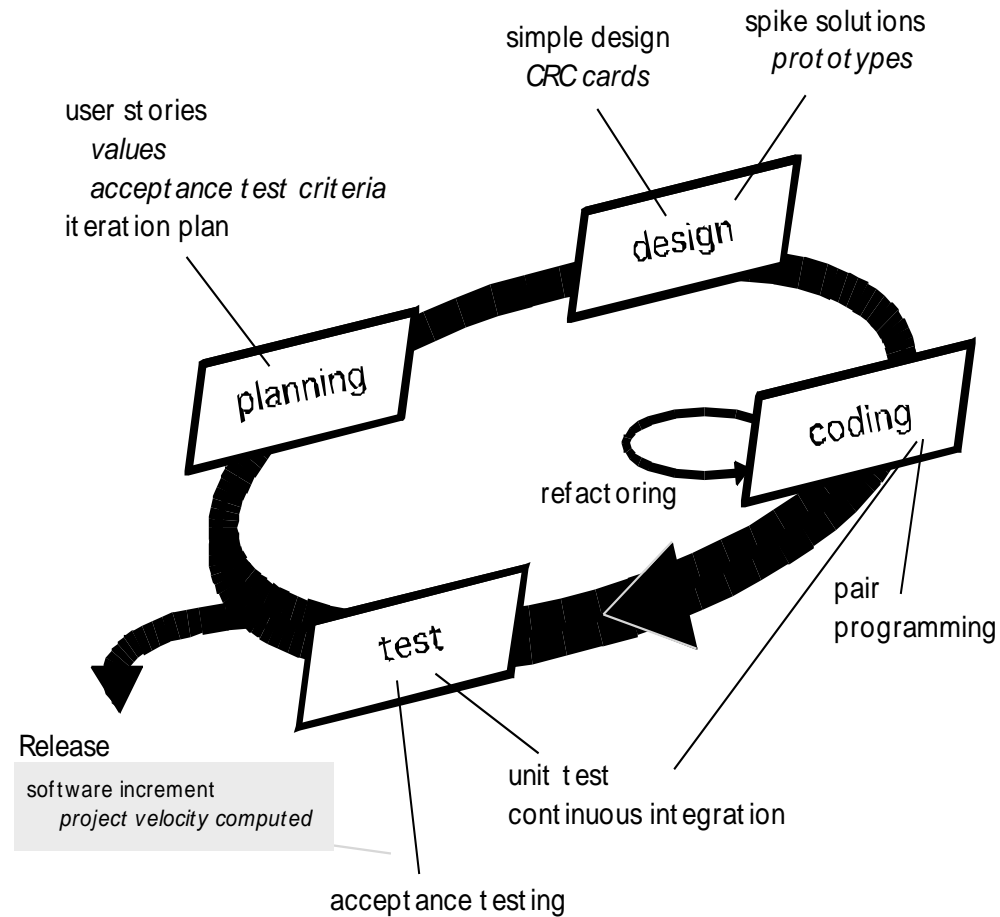 spike solutions
prototypes
simple design
CRC cards
user stories
values
acceptance test criteria
iteration plan
design
planning
coding
refactoring
pair
programming
test
Release
software increment
project velocity computed
unit test
continuous integration
acceptance testing